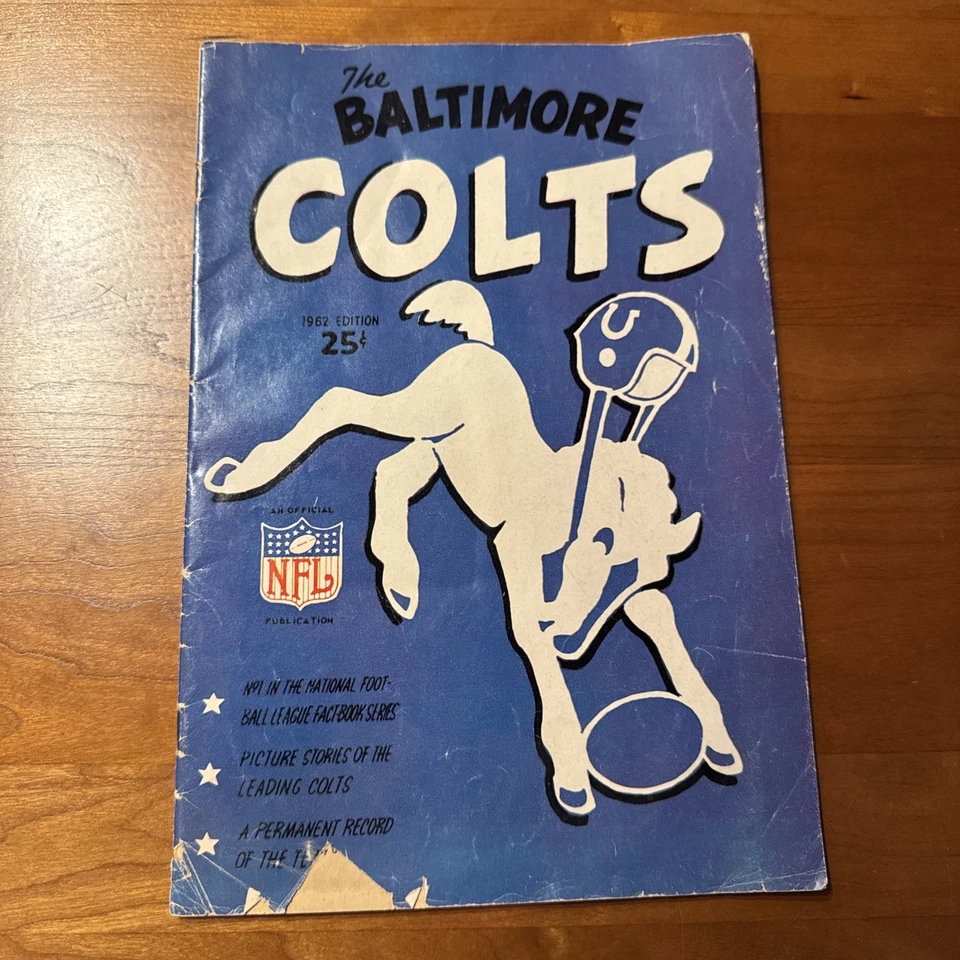 The
BALTIMORE
COLTS
1962 EDITION
25¢
AN OFFICIAL
NFL
PUBLICATION
Nº1 IN THE NATIONAL FOOT-
BALL LEAGUE FACT-BOOK SERIES
PICTURE STORIES OF THE
LEADING COLTS
A PERMANENT RECORD
OF THE